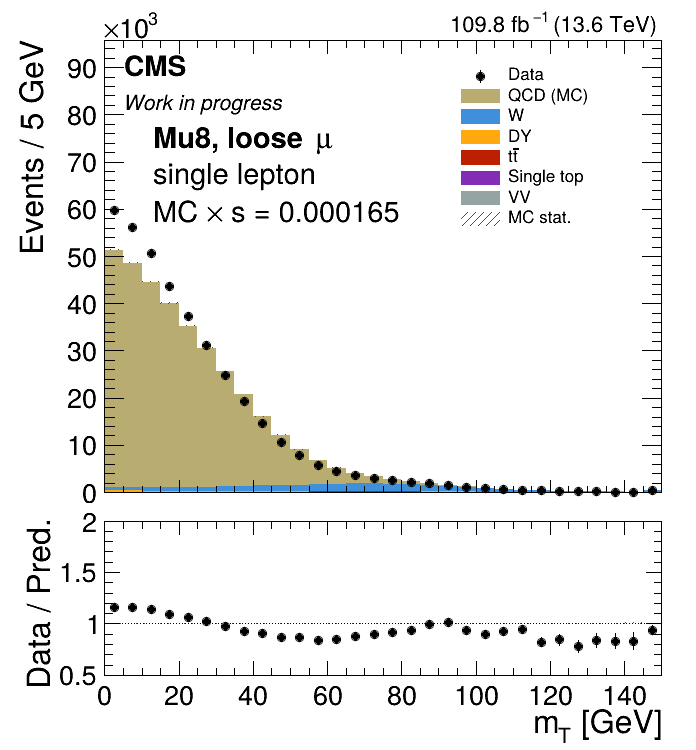 ×10³
109.8 fb⁻¹ (13.6 TeV)
Events / 5 GeV
CMS
Work in progress
Mu8, loose μ
single lepton
MC × s = 0.000165
Data
QCD (MC)
W
DY
tt̄
Single top
VV
MC stat.
90
80
70
60
50
40
30
20
10
0
Data / Pred.
2
1.5
1
0.5
0 20 40 60 80 100 120 140
m_T [GeV]